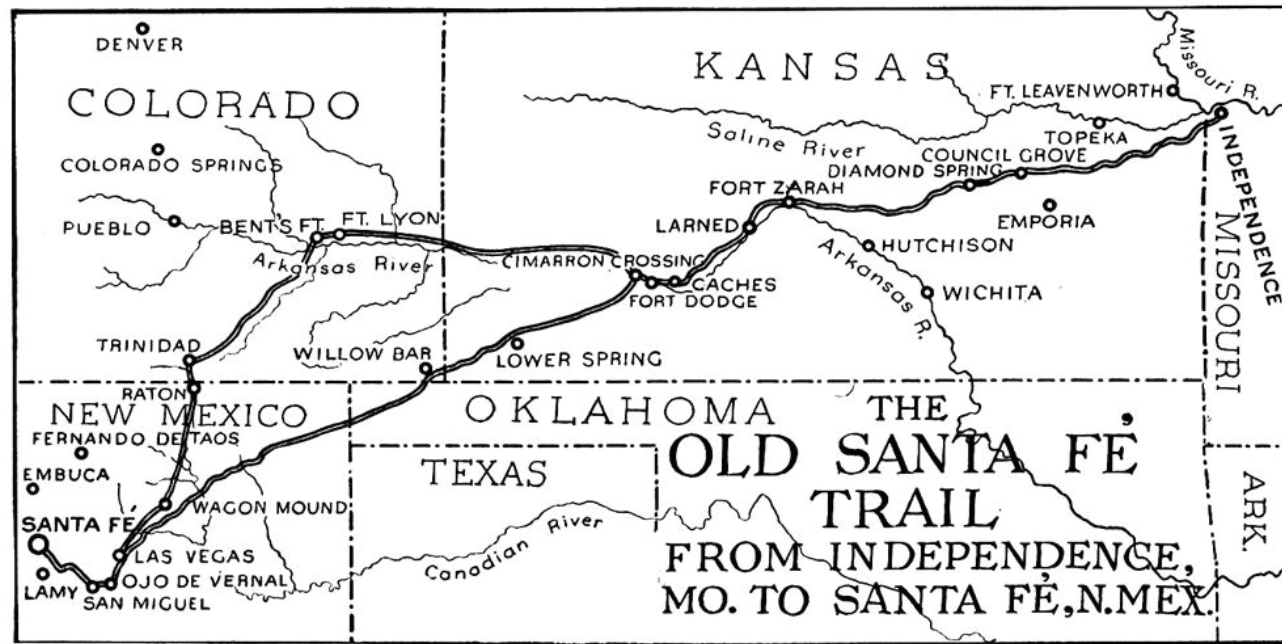 DENVER
COLORADO
COLORADO SPRINGS
PUEBLO
BENT'S FT.
FT. LYON
Arkansas River
TRINIDAD
KANSAS
Missouri R.
FT. LEAVENWORTH
TOPEKA
INDEPENDENCE
Saline River
COUNCIL GROVE
DIAMOND SPRING
FORT ZARAH
EMPORIA
LARNED
HUTCHISON
CIMARRON CROSSING
CACHES
FORT DODGE
WICHITA
Arkansas R.
LOWER SPRING
WILLOW BAR
MISSOURI
RATON
NEW MEXICO
FERNANDO DE TAOS
EMBUCA
WAGON MOUND
SANTA FÉ
LAS VEGAS
OJO DE VERNAL
LAMY
SAN MIGUEL
OKLAHOMA
TEXAS
Canadian River
ARK.
THE
OLD SANTA FÉ
TRAIL
FROM INDEPENDENCE,
MO. TO SANTA FÉ, N. MEX.